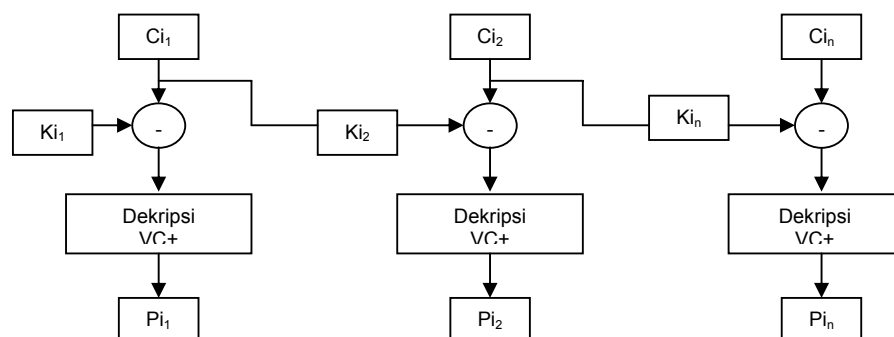 Ci₁ Ci₂ Ciₙ
Ki₁ - Ki₂ - Kiₙ -
Dekripsi Dekripsi Dekripsi
VC+ VC+ VC+
Pi₁ Pi₂ Piₙ